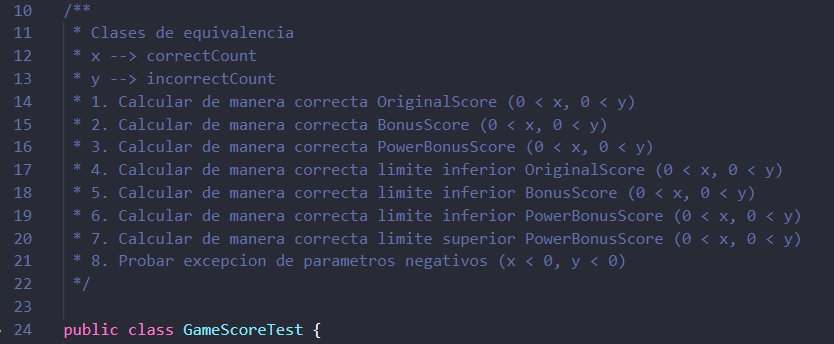 10 /**
11 * Clases de equivalencia
12 * x --> correctCount
13 * y --> incorrectCount
14 * 1. Calcular de manera correcta OriginalScore (0 < x, 0 < y)
15 * 2. Calcular de manera correcta BonusScore (0 < x, 0 < y)
16 * 3. Calcular de manera correcta PowerBonusScore (0 < x, 0 < y)
17 * 4. Calcular de manera correcta limite inferior OriginalScore (0 < x, 0 < y)
18 * 5. Calcular de manera correcta limite inferior BonusScore (0 < x, 0 < y)
19 * 6. Calcular de manera correcta limite inferior PowerBonusScore (0 < x, 0 < y)
20 * 7. Calcular de manera correcta limite superior PowerBonusScore (0 < x, 0 < y)
21 * 8. Probar excepcion de parametros negativos (x < 0, y < 0)
22 */
23
24 public class GameScoreTest {